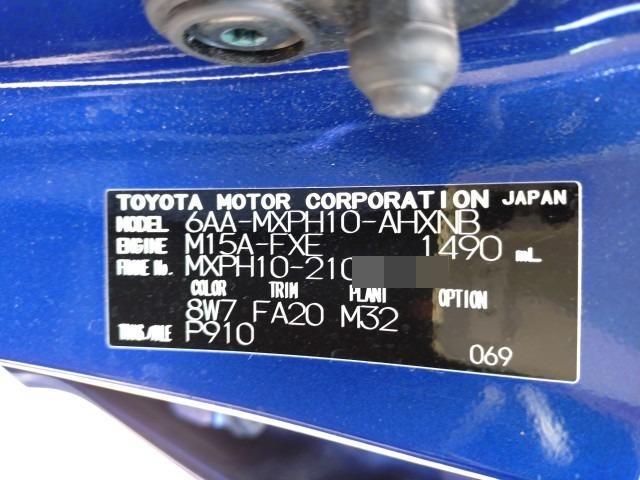 TOYOTA MOTOR CORPORATION JAPAN
MODEL 6AA-MXPH10-AHXNB
ENGINE M15A-FXE 1490 mL
FRAME No. MXPH10-210
COLOR TRIM PLANT OPTION
8W7 FA20 M32
TRANS/AXLE P910
069